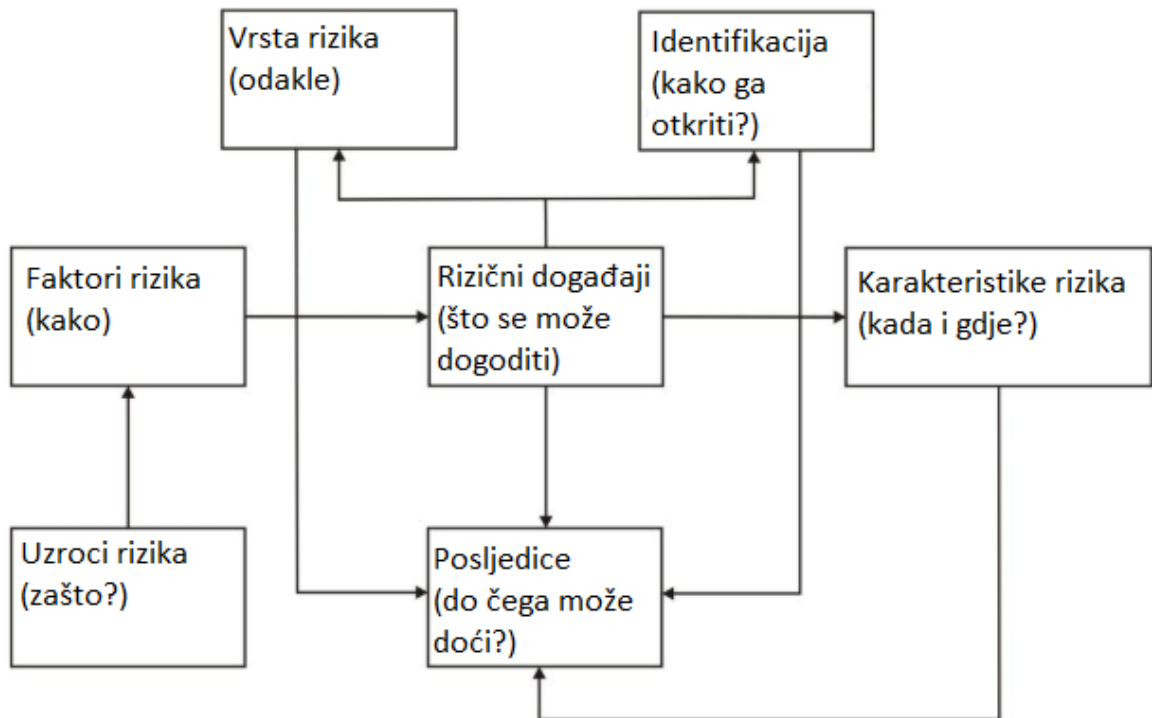 Vrsta rizika
(odakle)
Identifikacija
(kako ga
otkriti?)
Faktori rizika
(kako)
Rizični događaji
(što se može
dogoditi)
Karakteristike rizika
(kada i gdje?)
Uzroci rizika
(zašto?)
Posljedice
(do čega može
doći?)